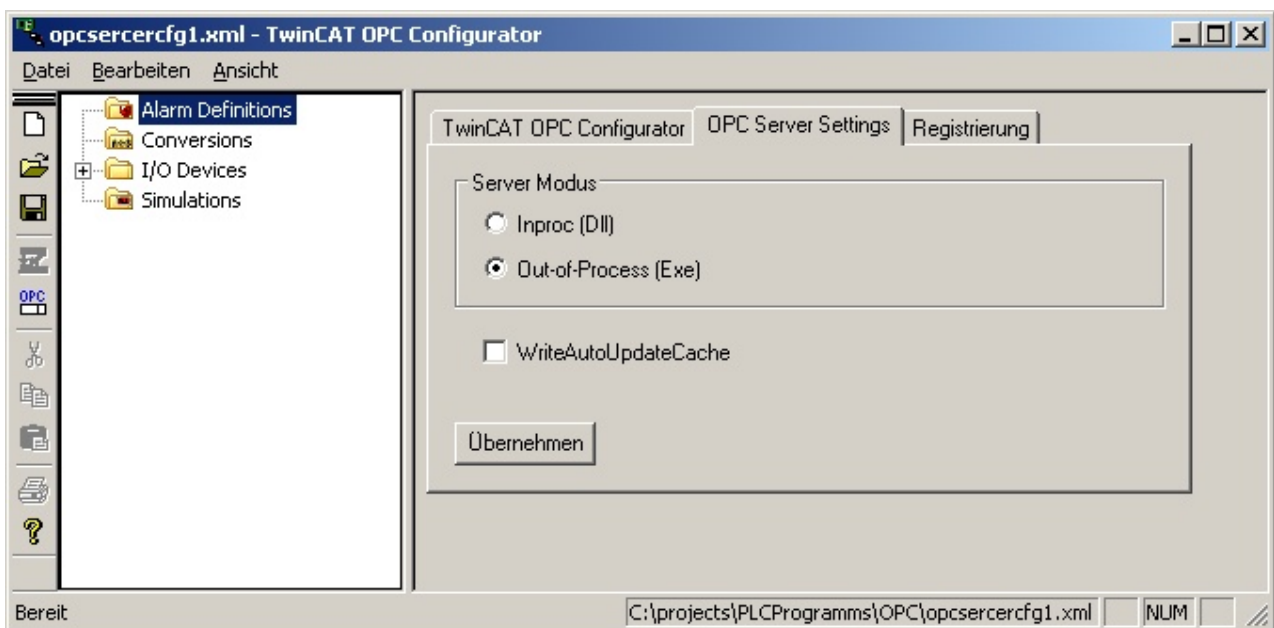 opcsercercfg1.xml - TwinCAT OPC Configurator
Datei Bearbeiten Ansicht
Alarm Definitions
Conversions
I/O Devices
Simulations
OPC
TwinCAT OPC Configurator OPC Server Settings Registrierung
Server Modus
Inproc (Dll)
Out-of-Process (Exe)
WriteAutoUpdateCache
Übernehmen
Bereit C:\projects\PLCProgramms\OPC\opcsercercfg1.xml NUM